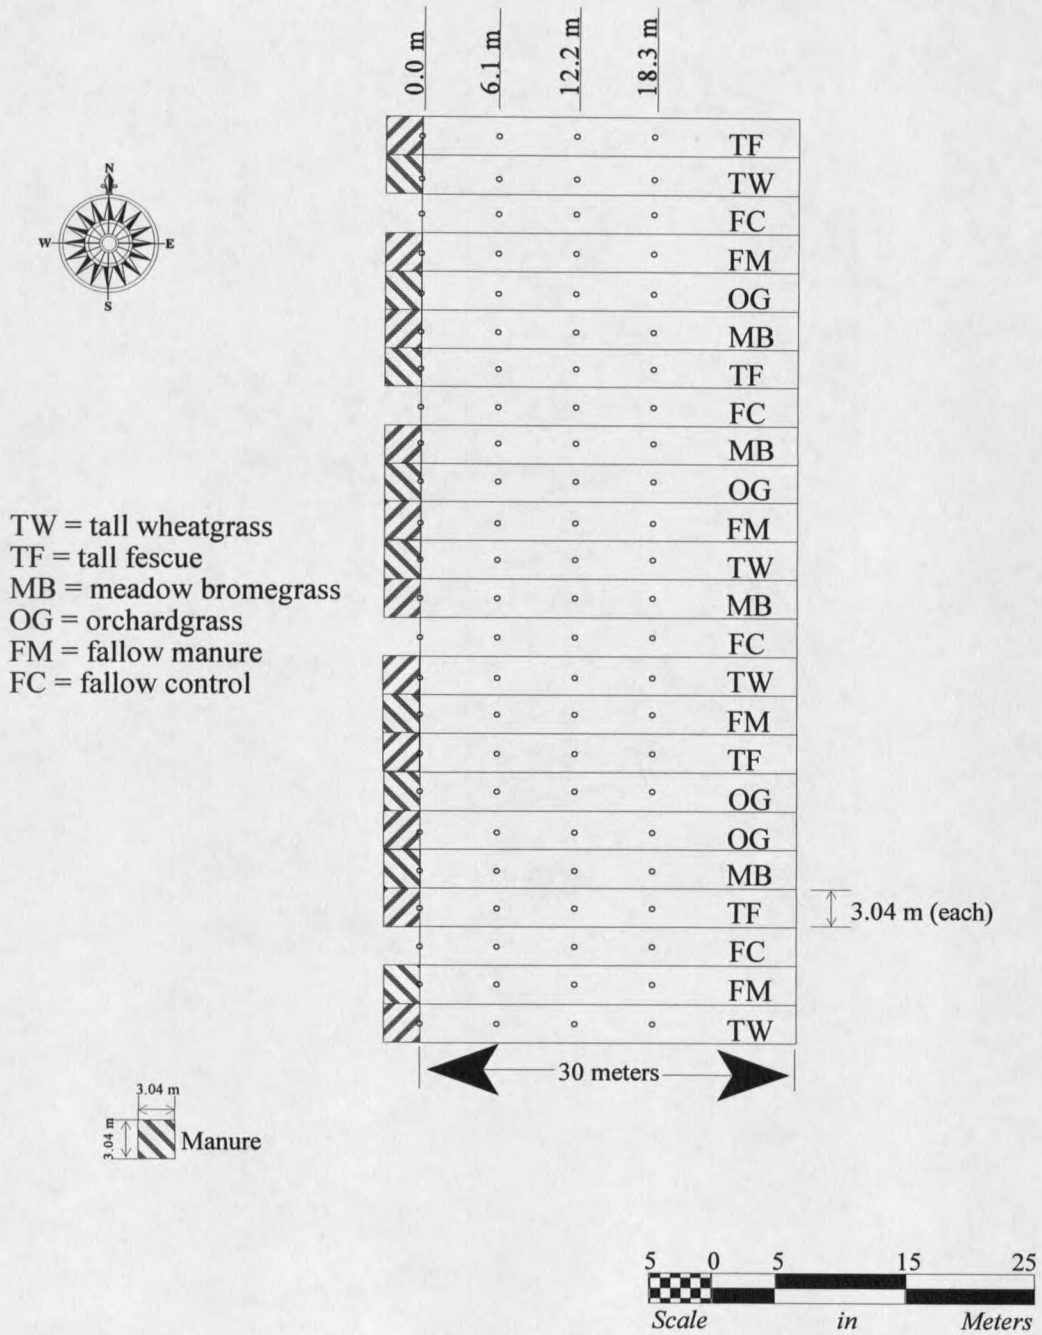 0.0 m
6.1 m
12.2 m
18.3 m
TF
TW
FC
FM
OG
MB
TF
FC
MB
OG
FM
TW
MB
FC
TW
FM
TF
OG
OG
MB
TF
FC
FM
TW
N
W E
S
TW = tall wheatgrass
TF = tall fescue
MB = meadow bromegrass
OG = orchardgrass
FM = fallow manure
FC = fallow control
3.04 m (each)
30 meters
3.04 m
3.04 m
Manure
5 0 5 15 25
Scale in Meters